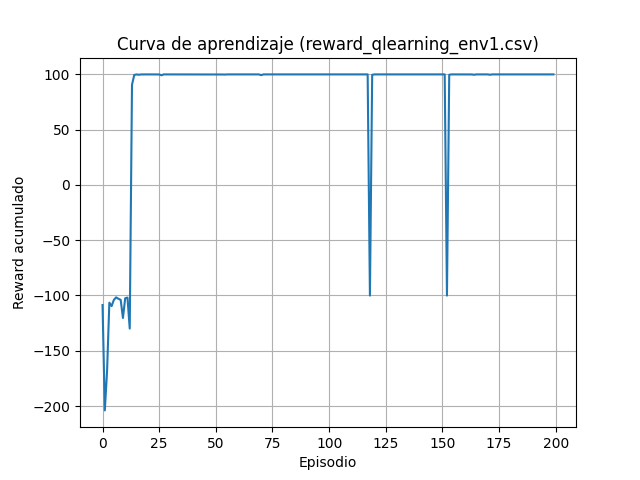 Curva de aprendizaje (reward_qlearning_env1.csv)
100
50
0
−50
−100
−150
−200
Reward acumulado
0 25 50 75 100 125 150 175 200
Episodio